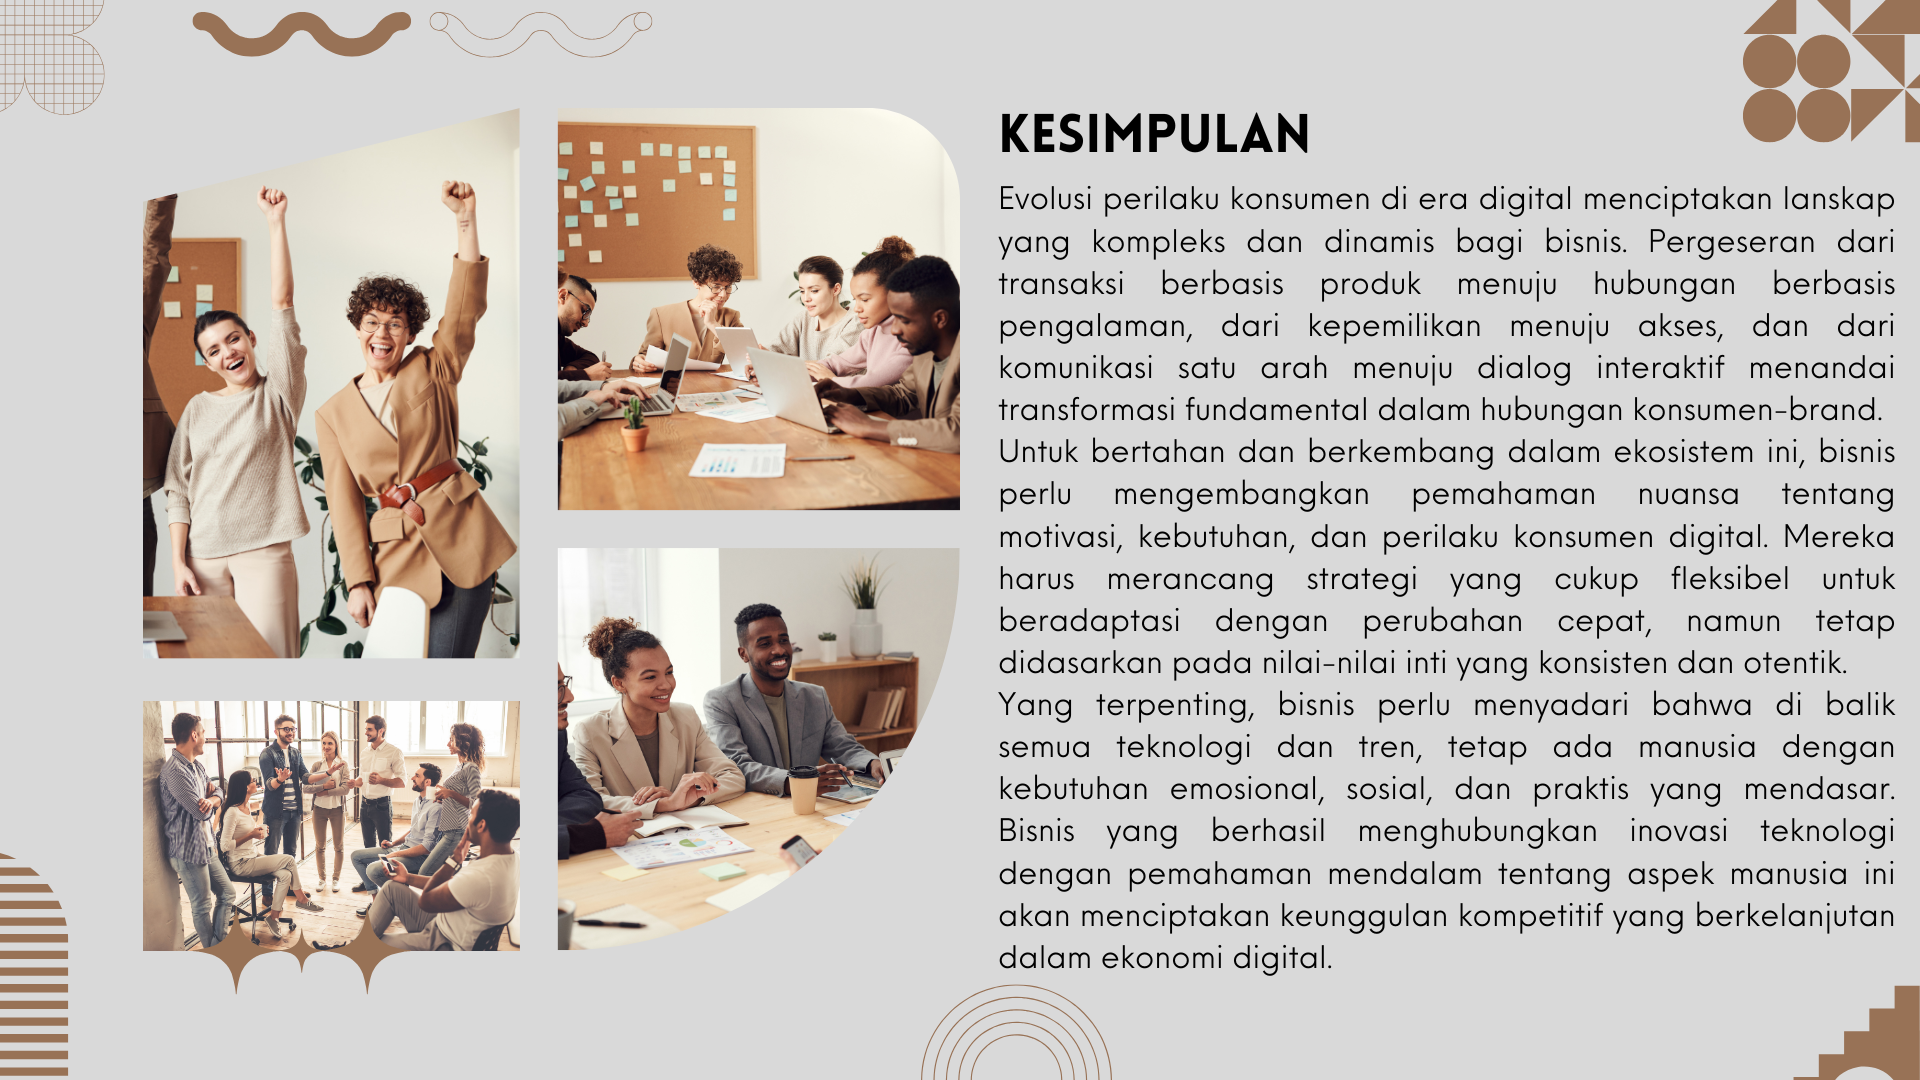 KESIMPULAN
Evolusi perilaku konsumen di era digital menciptakan lanskap
yang kompleks dan dinamis bagi bisnis. Pergeseran dari
transaksi berbasis produk menuju hubungan berbasis
pengalaman, dari kepemilikan menuju akses, dan dari
komunikasi satu arah menuju dialog interaktif menandai
transformasi fundamental dalam hubungan konsumen-brand.
Untuk bertahan dan berkembang dalam ekosistem ini, bisnis
perlu mengembangkan pemahaman nuansa tentang
motivasi, kebutuhan, dan perilaku konsumen digital. Mereka
harus merancang strategi yang cukup fleksibel untuk
beradaptasi dengan perubahan cepat, namun tetap
didasarkan pada nilai-nilai inti yang konsisten dan otentik.
Yang terpenting, bisnis perlu menyadari bahwa di balik
semua teknologi dan tren, tetap ada manusia dengan
kebutuhan emosional, sosial, dan praktis yang mendasar.
Bisnis yang berhasil menghubungkan inovasi teknologi
dengan pemahaman mendalam tentang aspek manusia ini
akan menciptakan keunggulan kompetitif yang berkelanjutan
dalam ekonomi digital.